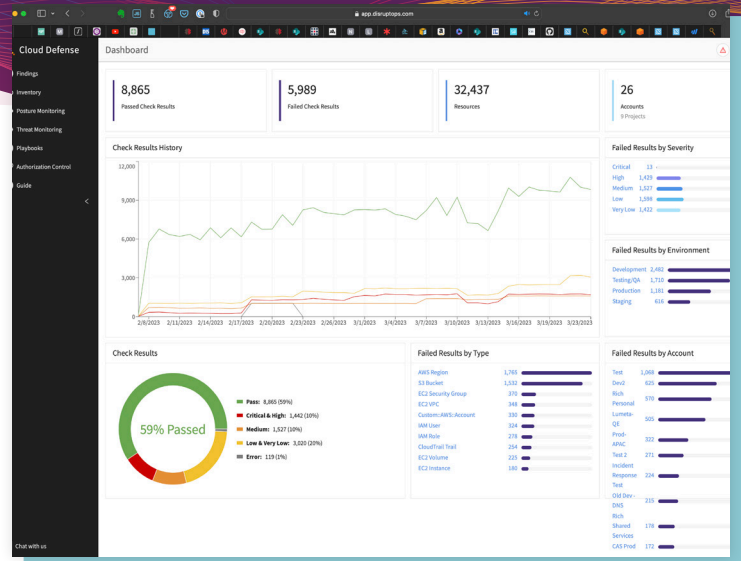 app.disruptops.com
Cloud Defense
Dashboard
Findings
Inventory
Posture Monitoring
Threat Monitoring
Playbooks
Authorization Control
Guide
Chat with us
8,865
Passed Check Results
5,989
Failed Check Results
32,437
Resources
26
Accounts
9 Projects
Check Results History
12,000
9,000
6,000
3,000
0
2/8/2023 2/11/2023 2/14/2023 2/17/2023 2/20/2023 2/23/2023 2/26/2023 3/1/2023 3/4/2023 3/7/2023 3/10/2023 3/13/2023 3/16/2023 3/19/2023 3/23/2023
Failed Results by Severity
Critical 13
High 1,429
Medium 1,527
Low 1,598
Very Low 1,422
Failed Results by Environment
Development 2,482
Testing/QA 1,710
Production 1,181
Staging 616
Check Results
59% Passed
Pass: 8,865 (59%)
Critical & High: 1,442 (10%)
Medium: 1,527 (10%)
Low & Very Low: 3,020 (20%)
Error: 119 (1%)
Failed Results by Type
AWS Region 1,765
S3 Bucket 1,532
EC2 Security Group 370
EC2 VPC 348
Custom::AWS::Account 330
IAM User 324
IAM Role 278
CloudTrail Trail 254
EC2 Volume 225
EC2 Instance 180
Failed Results by Account
Test 1,068
Dev2 825
Rich
Personal 570
Lumeta-
QE 505
Prod-
APAC 322
Test 2 271
Incident
Response 224
Test
Old Dev -
DNS 215
Rich
Shared 178
Services
CAS Prod 172